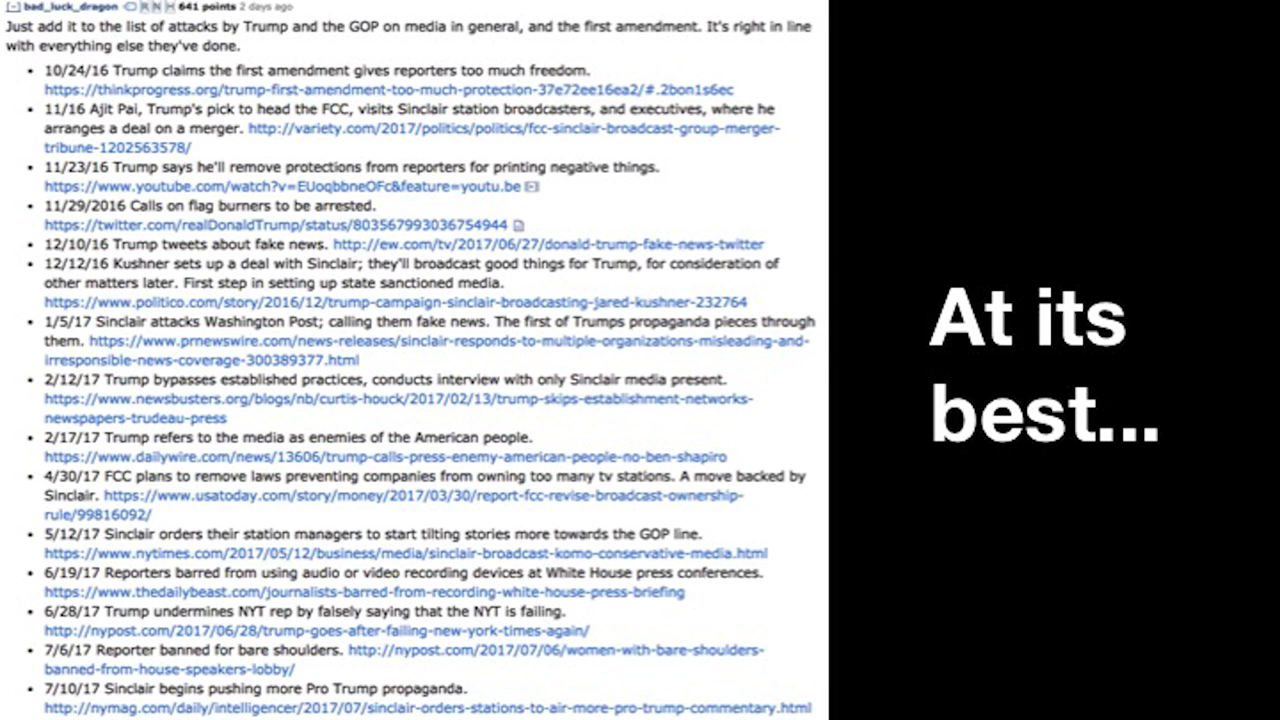 [-] bad_luck_dragon R N H 641 points 2 days ago
Just add it to the list of attacks by Trump and the GOP on media in general, and the first amendment. It's right in line
with everything else they've done.
• 10/24/16 Trump claims the first amendment gives reporters too much freedom.
https://thinkprogress.org/trump-first-amendment-too-much-protection-37e72ee16ea2/#.2bon1s6ec
• 11/16 Ajit Pai, Trump's pick to head the FCC, visits Sinclair station broadcasters, and executives, where he
arranges a deal on a merger. http://variety.com/2017/politics/politics/fcc-sinclair-broadcast-group-merger-
tribune-1202563578/
• 11/23/16 Trump says he'll remove protections from reporters for printing negative things.
https://www.youtube.com/watch?v=EUoqbbneOFc&feature=youtu.be
• 11/29/2016 Calls on flag burners to be arrested.
https://twitter.com/realDonaldTrump/status/803567993036754944
• 12/10/16 Trump tweets about fake news. http://ew.com/tv/2017/06/27/donald-trump-fake-news-twitter
• 12/12/16 Kushner sets up a deal with Sinclair; they'll broadcast good things for Trump, for consideration of
other matters later. First step in setting up state sanctioned media.
https://www.politico.com/story/2016/12/trump-campaign-sinclair-broadcasting-jared-kushner-232764
• 1/5/17 Sinclair attacks Washington Post; calling them fake news. The first of Trumps propaganda pieces through
them. https://www.prnewswire.com/news-releases/sinclair-responds-to-multiple-organizations-misleading-and-
irresponsible-news-coverage-300389377.html
• 2/12/17 Trump bypasses established practices, conducts interview with only Sinclair media present.
https://www.newsbusters.org/blogs/nb/curtis-houck/2017/02/13/trump-skips-establishment-networks-
newspapers-trudeau-press
• 2/17/17 Trump refers to the media as enemies of the American people.
https://www.dailywire.com/news/13606/trump-calls-press-enemy-american-people-no-ben-shapiro
• 4/30/17 FCC plans to remove laws preventing companies from owning too many tv stations. A move backed by
Sinclair. https://www.usatoday.com/story/money/2017/03/30/report-fcc-revise-broadcast-ownership-
rule/99816092/
• 5/12/17 Sinclair orders their station managers to start tilting stories more towards the GOP line.
https://www.nytimes.com/2017/05/12/business/media/sinclair-broadcast-komo-conservative-media.html
• 6/19/17 Reporters barred from using audio or video recording devices at White House press conferences.
https://www.thedailybeast.com/journalists-barred-from-recording-white-house-press-briefing
• 6/28/17 Trump undermines NYT rep by falsely saying that the NYT is failing.
http://nypost.com/2017/06/28/trump-goes-after-failing-new-york-times-again/
• 7/6/17 Reporter banned for bare shoulders. http://nypost.com/2017/07/06/women-with-bare-shoulders-
banned-from-house-speakers-lobby/
• 7/10/17 Sinclair begins pushing more Pro Trump propaganda.
http://nymag.com/daily/intelligencer/2017/07/sinclair-orders-stations-to-air-more-pro-trump-commentary.html
At its
best...